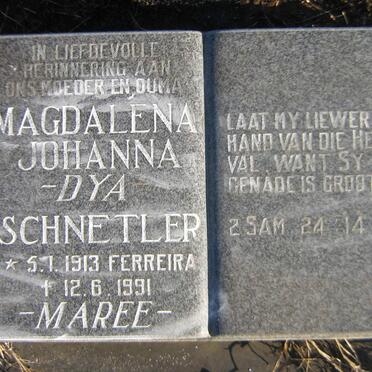 IN LIEFDEVOLLE
HERINNERING AAN
ONS MOEDER EN OUMA
MAGDALENA
JOHANNA
-DYA-
SCHNETLER
* 5.1.1913 FERREIRA
† 12.6.1991
-MAREE-
LAAT MY LIEWER
HAND VAN DIE HE
VAL, WANT SY
GENADE IS GROOT
2 SAM 24 14